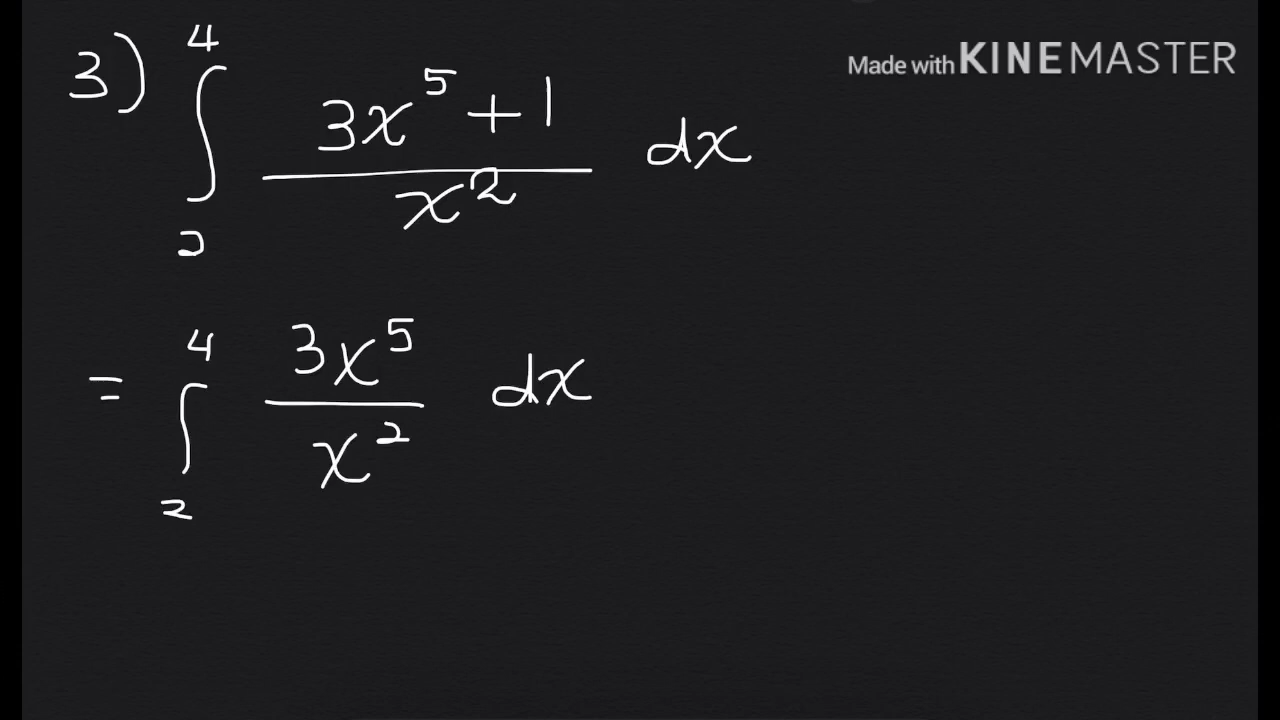 Made with KINEMASTER
3) ∫₂⁴ (3x⁵ + 1)/x² dx
= ∫₂⁴ 3x⁵/x² dx